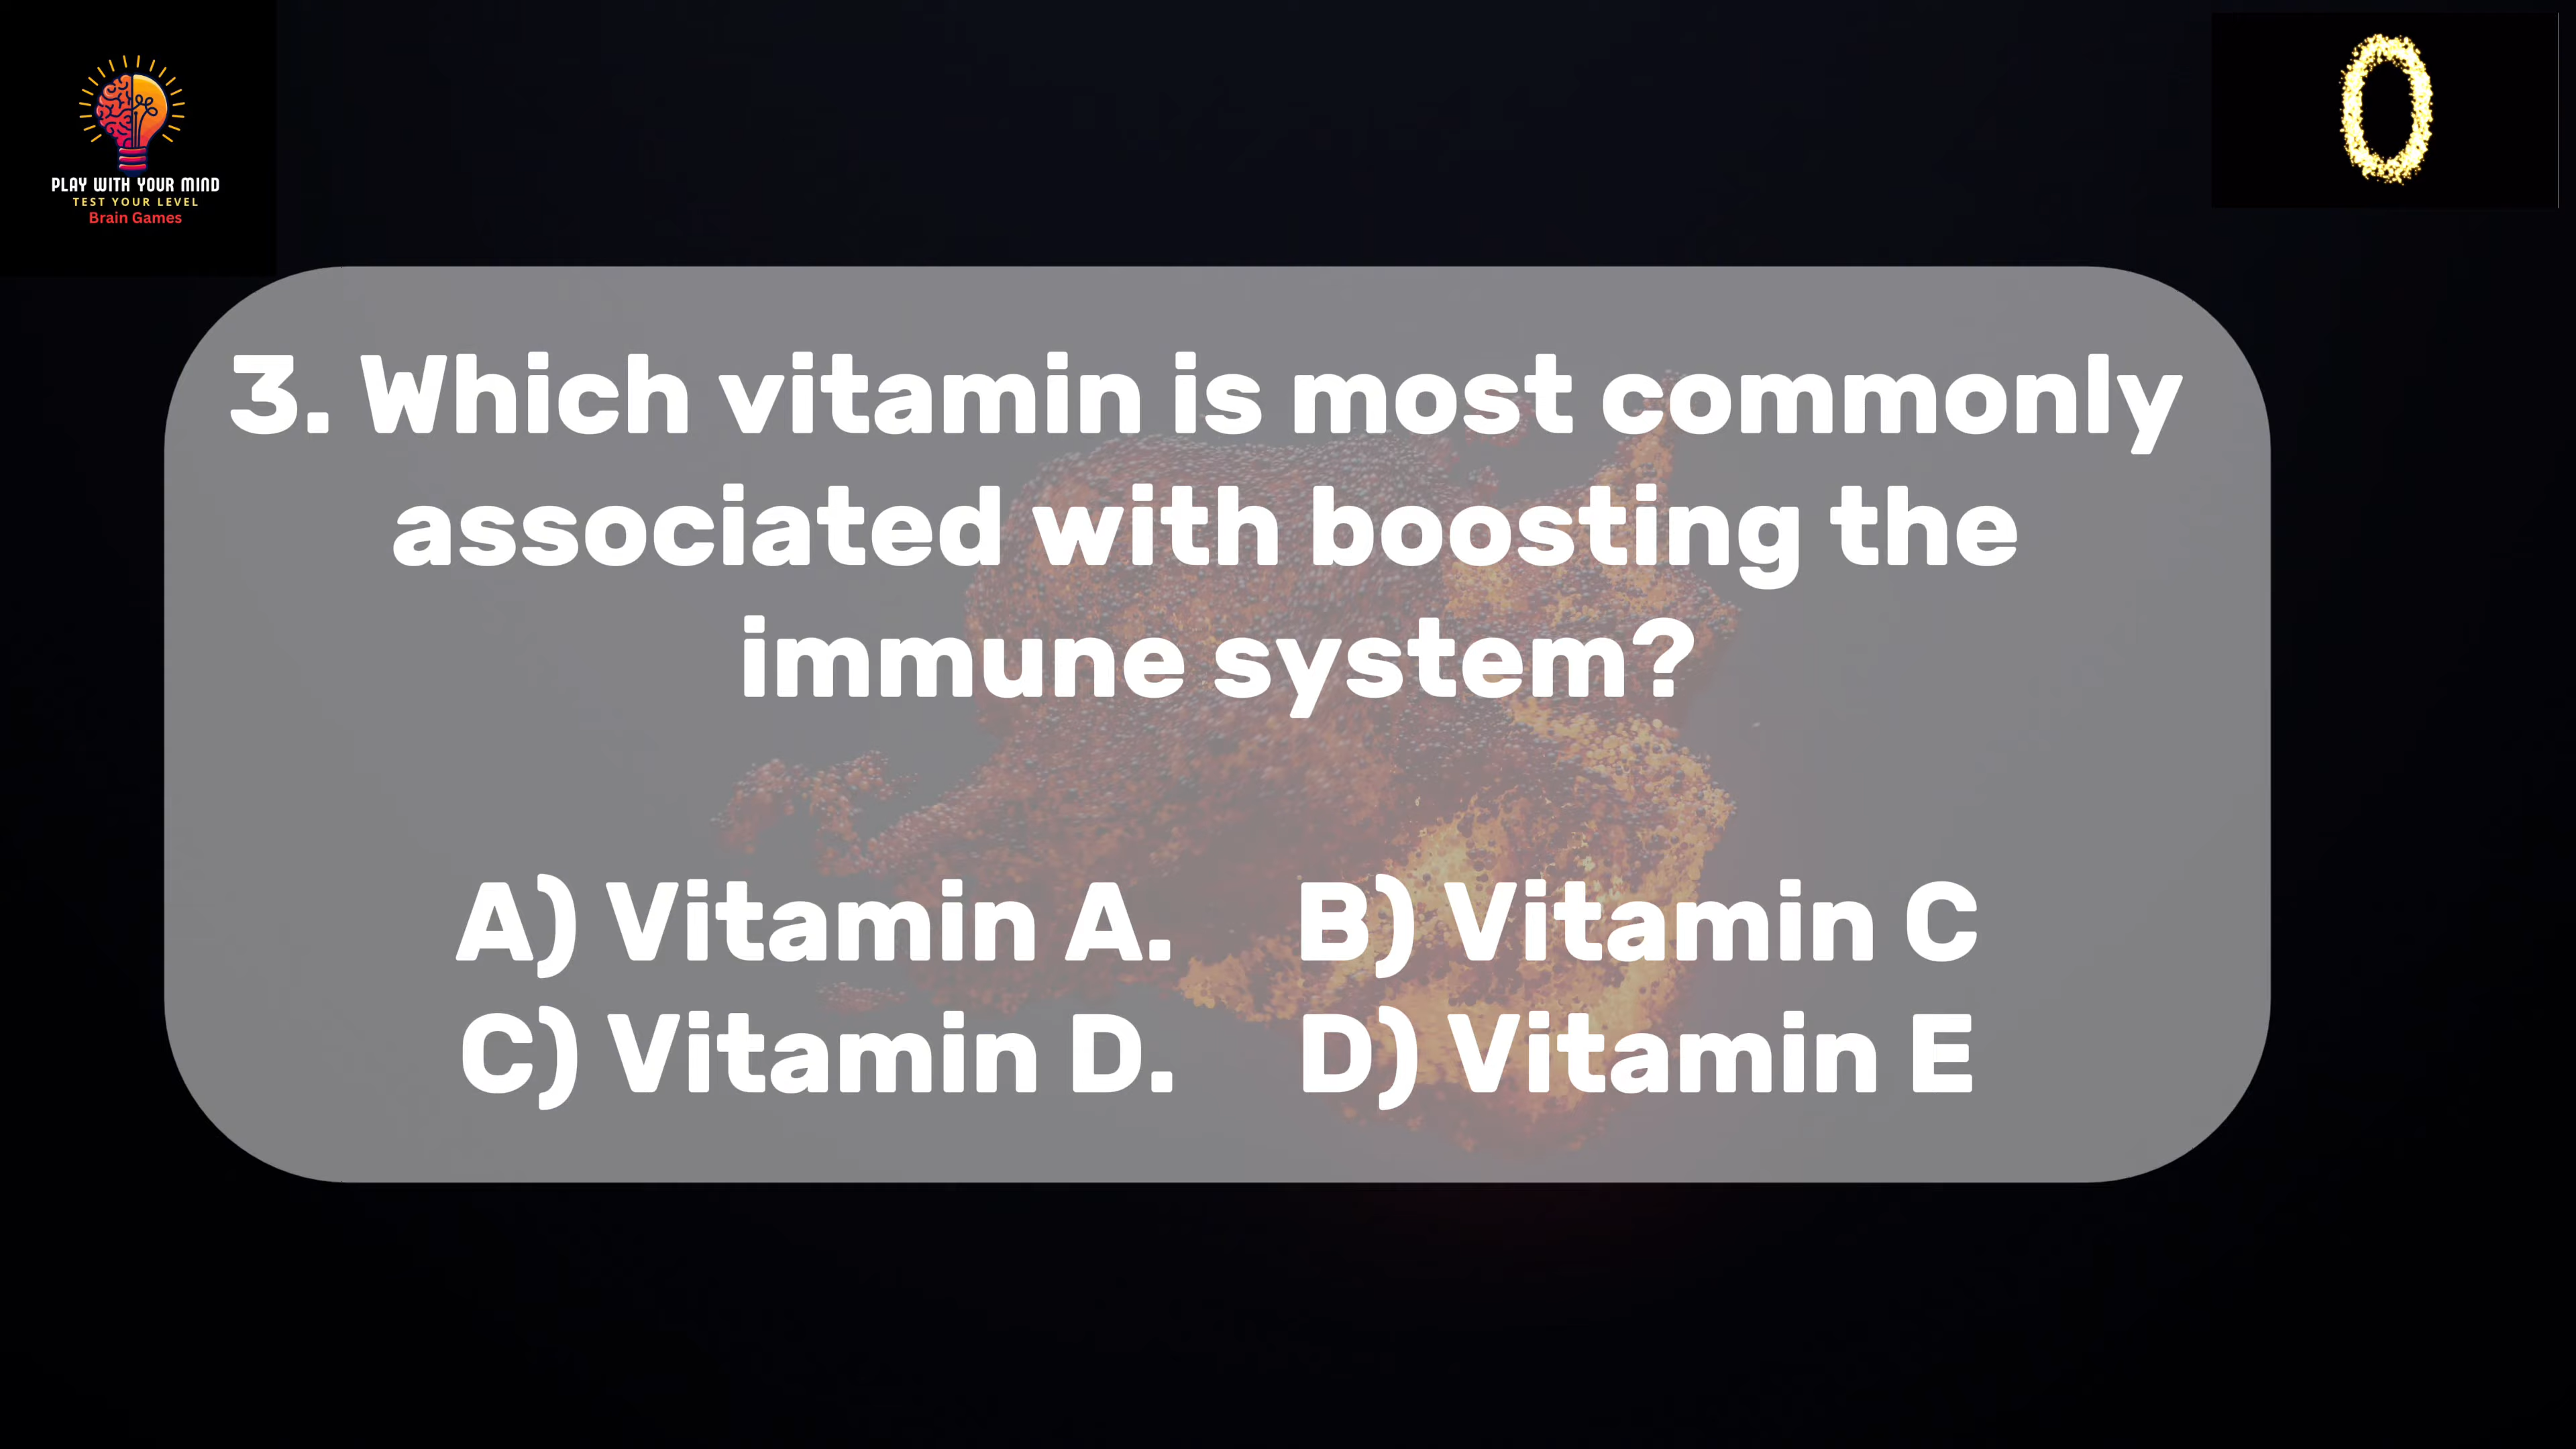 PLAY WITH YOUR MIND
TEST YOUR LEVEL
Brain Games
0
3. Which vitamin is most commonly
associated with boosting the
immune system?
A) Vitamin A. B) Vitamin C
C) Vitamin D. D) Vitamin E